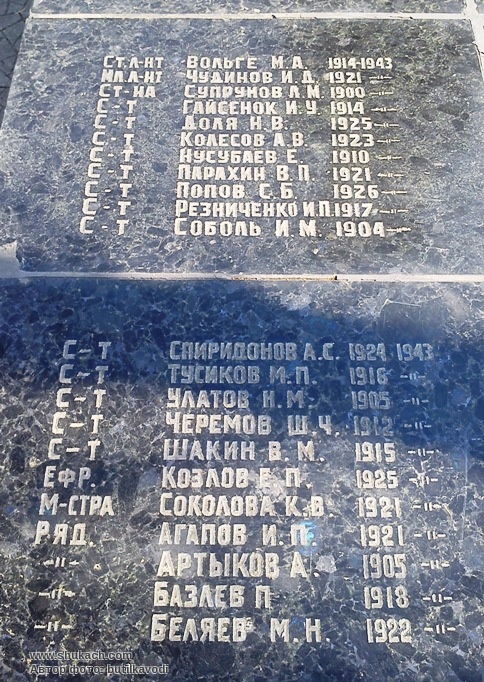 СТ.Л-НТ ВОЛЬГЕ М.А. 1914-1943
МЛ.Л-НТ ЧУДИНОВ И.Д. 1921 -"-
СТ-НА СУПРУНОВ Л.М. 1900 -"-
С-Т ГАЙСЕНОК И.У. 1914 -"-
С-Т ДОЛЯ Н.В. 1925 -"-
С-Т КОЛЕСОВ А.В. 1923 -"-
С-Т НУСУБАЕВ Е. 1910 -"-
С-Т ПАРАХИН В.П. 1921 -"-
С-Т ПОПОВ С.Б 1926 -"-
С-Т РЕЗНИЧЕНКО И.П. 1917 -"-
С-Т СОБОЛЬ И.М. 1904 -"-
С-Т СПИРИДОНОВ А.С. 1924 1943
С-Т ТУСИКОВ М.П. 1916 -"-
С-Т УЛАТОВ Н.М. 1905 -"-
С-Т ЧЕРЕМОВ Ш.Ч. 1912 -"-
С-Т ШАКИН В.М. 1915 -"-
ЕФР. КОЗЛОВ Е.П. 1925 -"-
М-СТРА СОКОЛОВА К.В. 1921 -"-
РЯД. АГАПОВ И.П. 1921 -"-
-"- АРТЫКОВ А. 1905 -"-
-"- БАЗЛЕВ П 1918 -"-
-"- БЕЛЯЕВ М.Н. 1922 -"-
www.shukach.com
Автор фото: butilkavodi